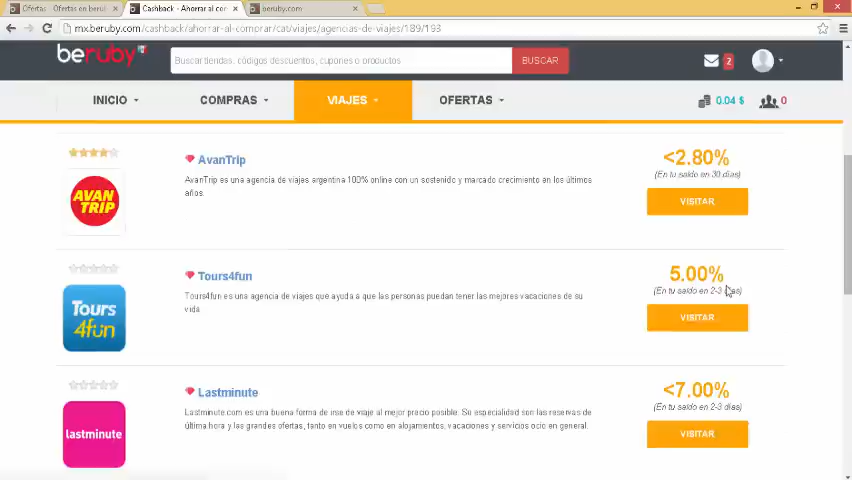 Ofertas - Ofertas en berul
Cashback - Ahorrar al co
beruby.com
mx.beruby.com/cashback/ahorrar-al-comprar/cat/viajes/agencias-de-viajes/189/193
beruby
Buscar tiendas, códigos descuentos, cupones o productos
BUSCAR
2
INICIO
COMPRAS
VIAJES
OFERTAS
0.04 $
0
AvanTrip
<2.80%
AvanTrip es una agencia de viajes argentina 100% online con un sostenido y marcado crecimiento en los últimos
años.
(En tu saldo en 30 días)
AVAN
TRIP
VISITAR
Tours4fun
5.00%
Tours4fun es una agencia de viajes que ayuda a que las personas puedan tener las mejores vacaciones de su
vida
(En tu saldo en 2-3 días)
Tours
4fun
VISITAR
Lastminute
<7.00%
Lastminute.com es una buena forma de irse de viaje al mejor precio posible. Su especialidad son las reservas de
última hora y las grandes ofertas, tanto en vuelos como en alojamientos, vacaciones y servicios ocio en general.
(En tu saldo en 2-3 días)
lastminute
VISITAR